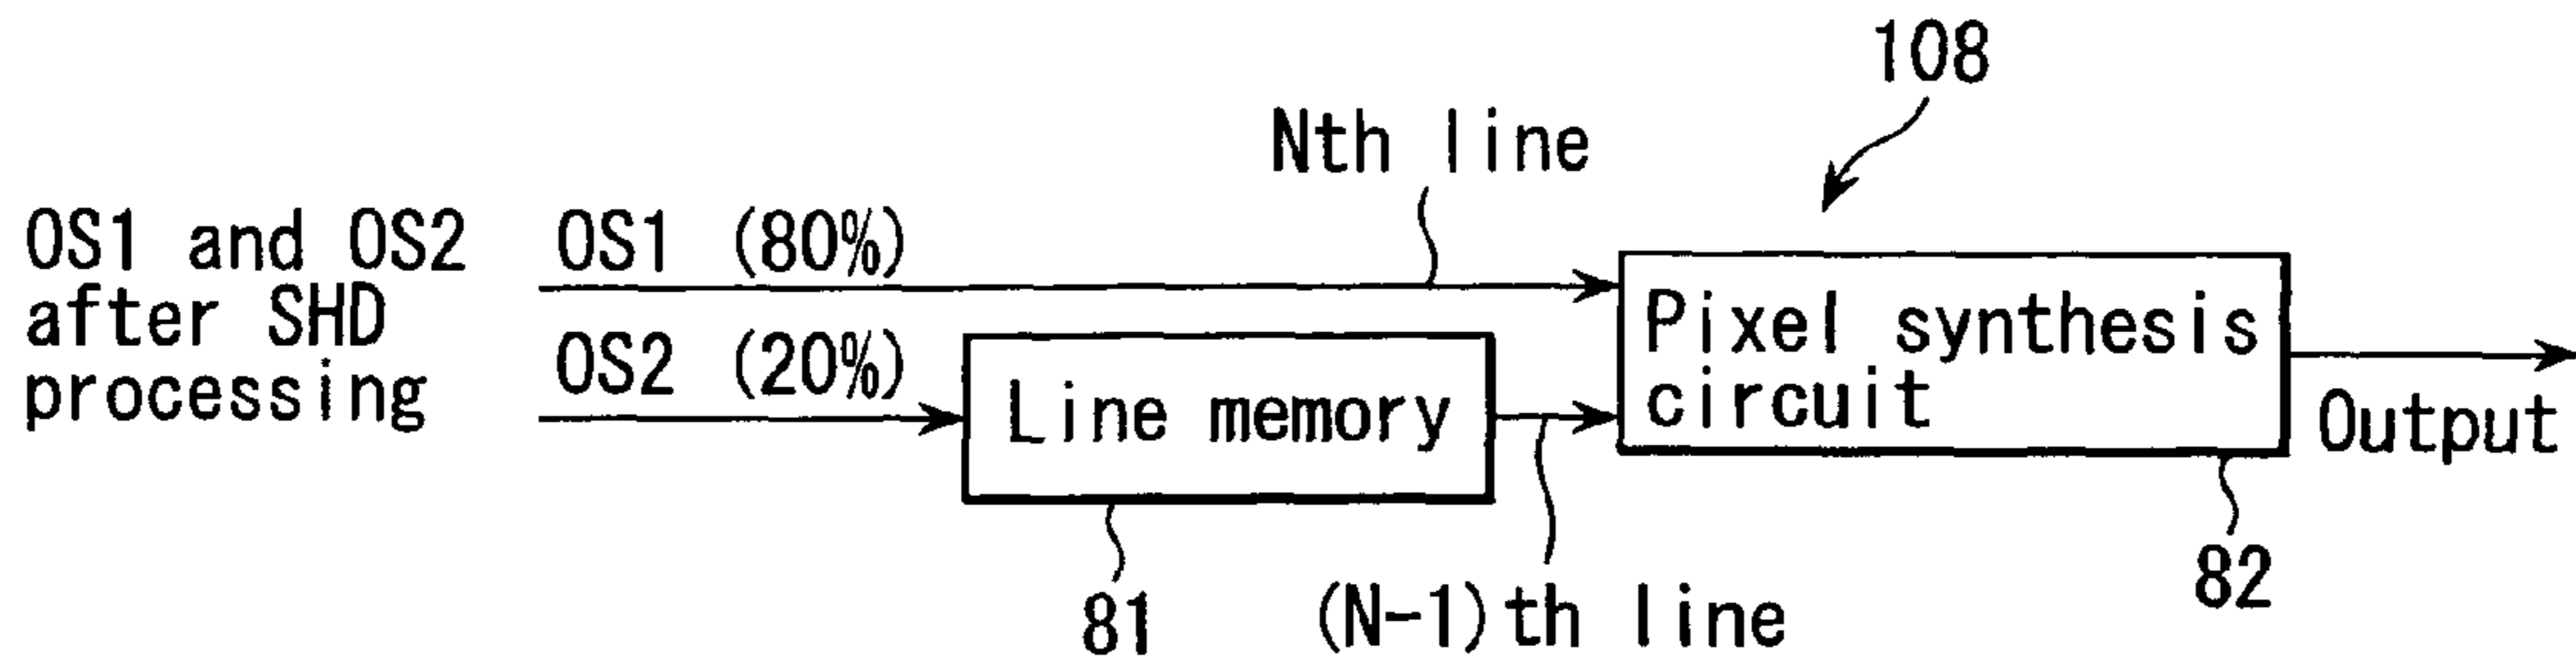 108
Nth line
OS1 and OS2
after SHD
processing
OS1 (80%)
OS2 (20%)
Line memory
Pixel synthesis
circuit
Output
81
(N-1)th line
82